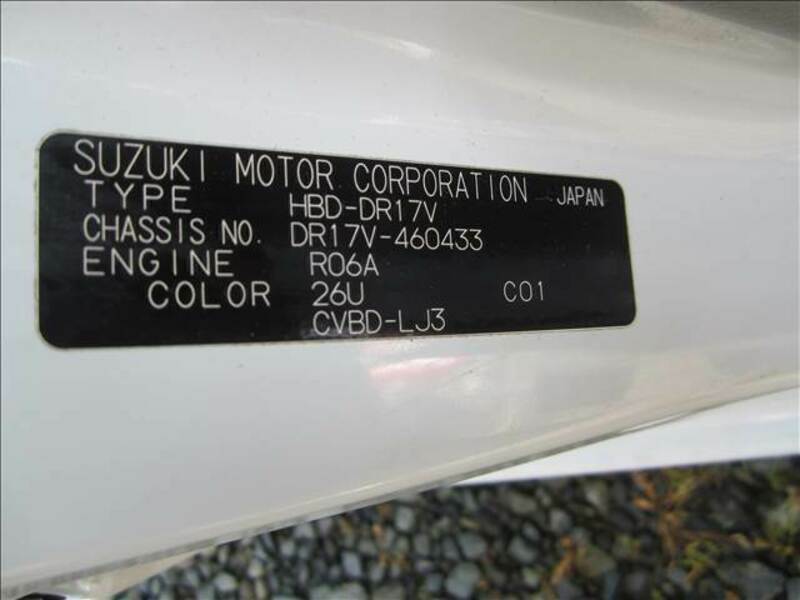 SUZUKI MOTOR CORPORATION JAPAN
TYPE HBD-DR17V
CHASSIS NO. DR17V-460433
ENGINE R06A
COLOR 26U C01
CVBD-LJ3